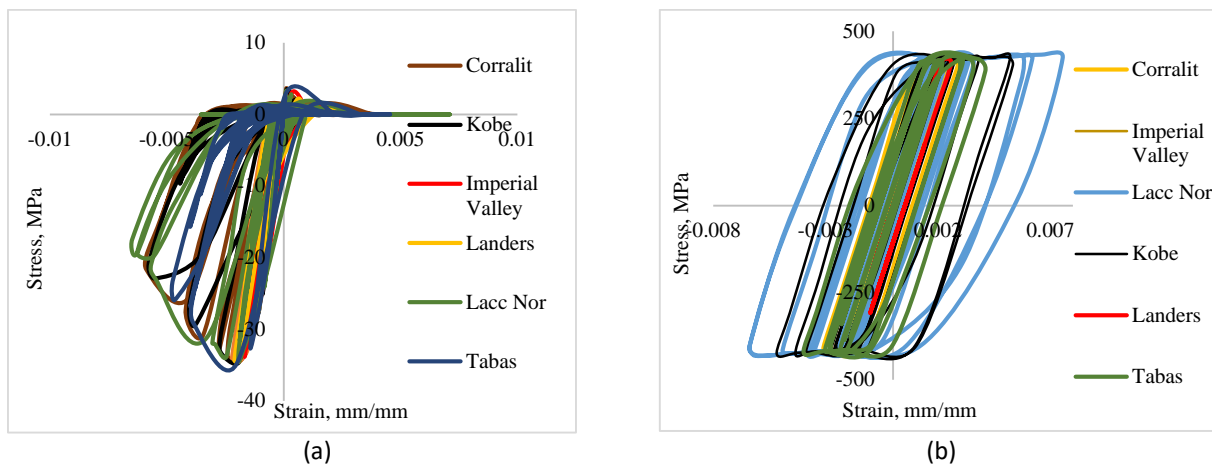 10
0
-10
-20
-30
-40
-0.01
-0.005
0
0.005
0.01
Stress, MPa
Strain, mm/mm
Corralit
Kobe
Imperial
Valley
Landers
Lacc Nor
Tabas
(a)
500
250
0
-250
-500
-0.008
-0.003
0.002
0.007
Stress, MPa
Strain, mm/mm
Corralit
Imperial
Valley
Lacc Nor
Kobe
Landers
Tabas
(b)